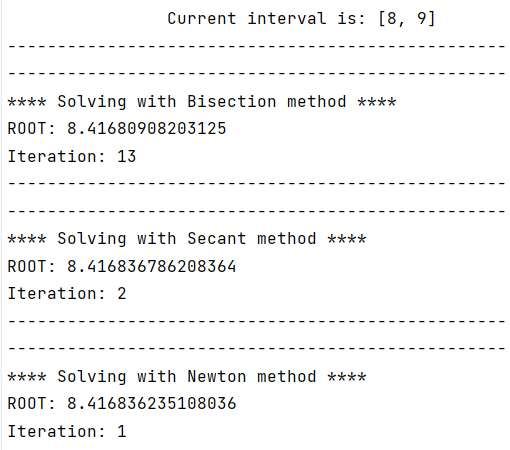 Current interval is: [8, 9]
--------------------------------------------------
--------------------------------------------------
**** Solving with Bisection method ****
ROOT: 8.41680908203125
Iteration: 13
--------------------------------------------------
--------------------------------------------------
**** Solving with Secant method ****
ROOT: 8.416836786208364
Iteration: 2
--------------------------------------------------
--------------------------------------------------
**** Solving with Newton method ****
ROOT: 8.416836235108036
Iteration: 1